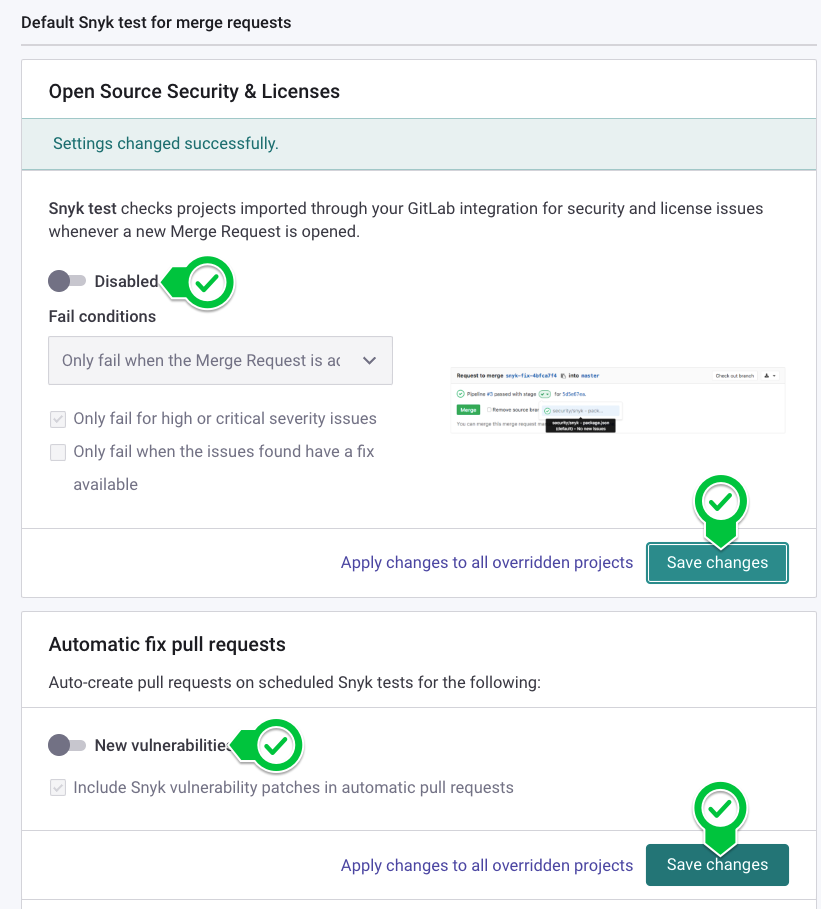 Default Snyk test for merge requests
Open Source Security & Licenses
Settings changed successfully.
Snyk test checks projects imported through your GitLab integration for security and license issues
whenever a new Merge Request is opened.
Disabled
Fail conditions
Only fail when the Merge Request is ac
Only fail for high or critical severity issues
Only fail when the issues found have a fix
available
Request to merge snyk-fix-4bfca7f4 into master
Check out branch
Pipeline #5 passed with stage for 5d5e87ea.
Merge Remove source bran security/snyk - pack...
You can merge this merge request ma
security/snyk - package.json
(default) - No new issues
Apply changes to all overridden projects
Save changes
Automatic fix pull requests
Auto-create pull requests on scheduled Snyk tests for the following:
New vulnerabilities
Include Snyk vulnerability patches in automatic pull requests
Apply changes to all overridden projects
Save changes